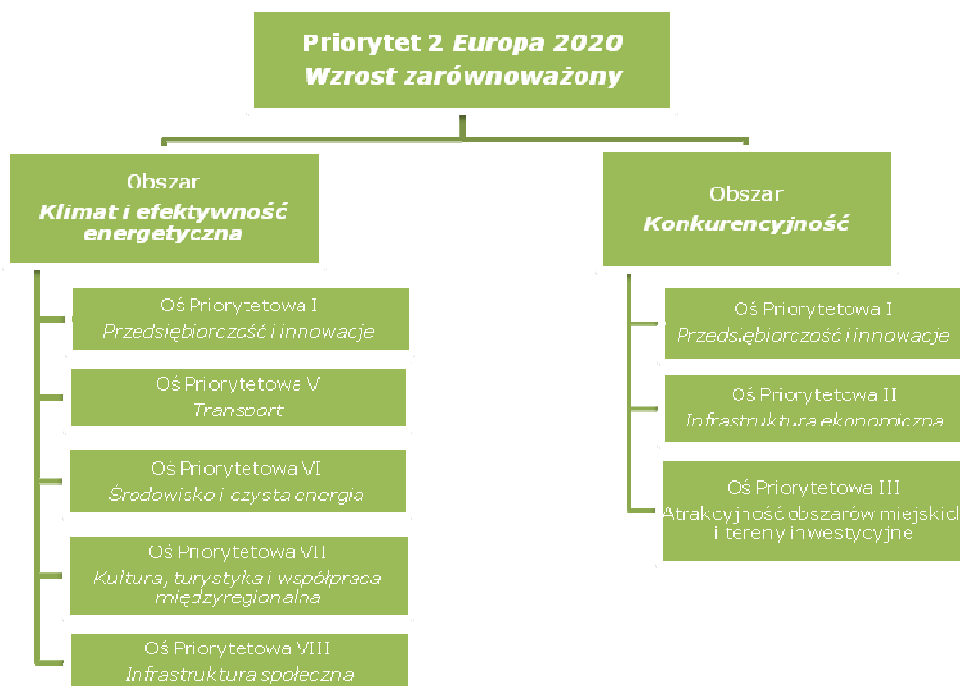 Priorytet 2 Europa 2020
Wzrost zarównoważony
Obszar
Klimat i efektywność
energetyczna
Oś Priorytetowa I
Przedsiębiorczość i innowacje
Oś Priorytetowa V
Transport
Oś Priorytetowa VI
Środowisko i czysta energia
Oś Priorytetowa VII
Kultura, turystyka i współpraca
międzyregionalna
Oś Priorytetowa VIII
Infrastruktura społeczna
Obszar
Konkurencyjność
Oś Priorytetowa I
Przedsiębiorczość i innowacje
Oś Priorytetowa II
Infrastruktura ekonomiczna
Oś Priorytetowa III
Atrakcyjność obszarów miejskich
i tereny inwestycyjne